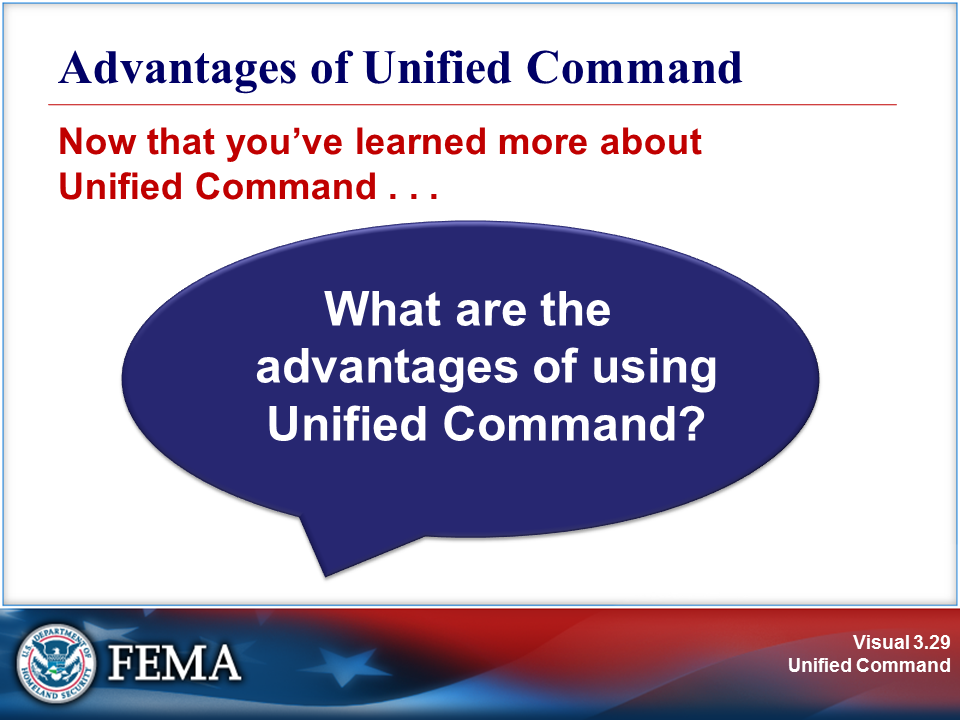 Advantages of Unified Command
Now that you’ve learned more about
Unified Command . . .
What are the
advantages of using
Unified Command?
U.S. DEPARTMENT OF
HOMELAND SECURITY
FEMA
Visual 3.29
Unified Command